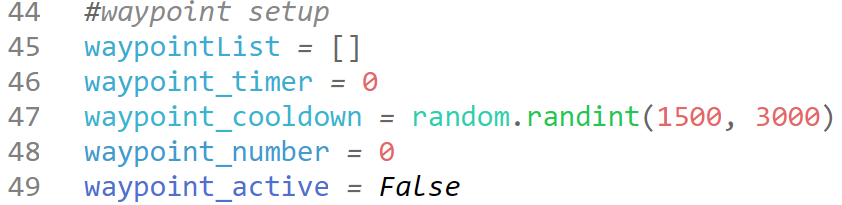 44 #waypoint setup
45 waypointList = []
46 waypoint_timer = 0
47 waypoint_cooldown = random.randint(1500, 3000)
48 waypoint_number = 0
49 waypoint_active = False